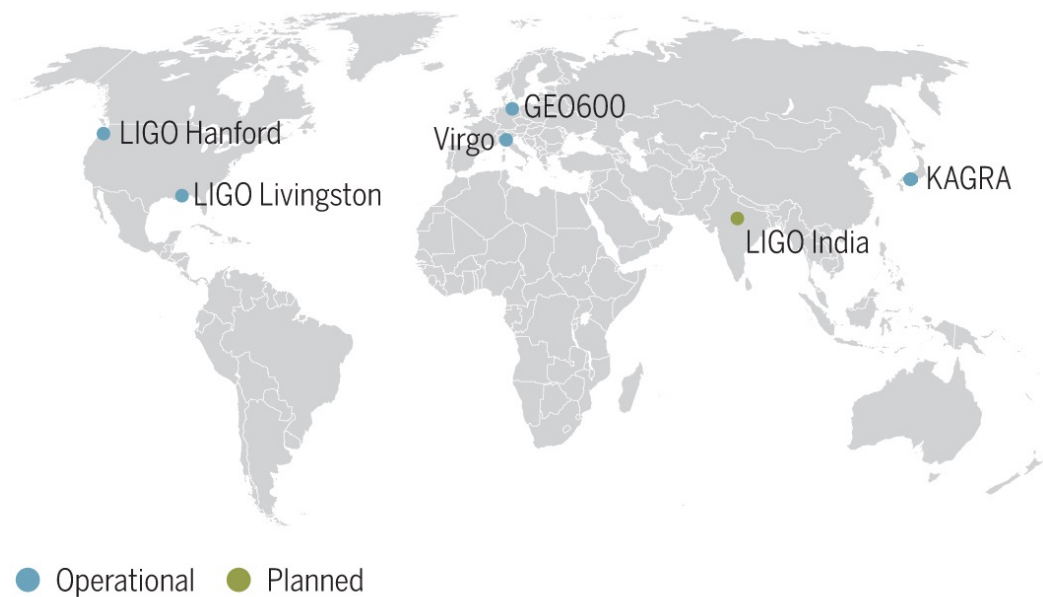 GEO600
LIGO Hanford
Virgo
KAGRA
LIGO Livingston
LIGO India
Operational
Planned